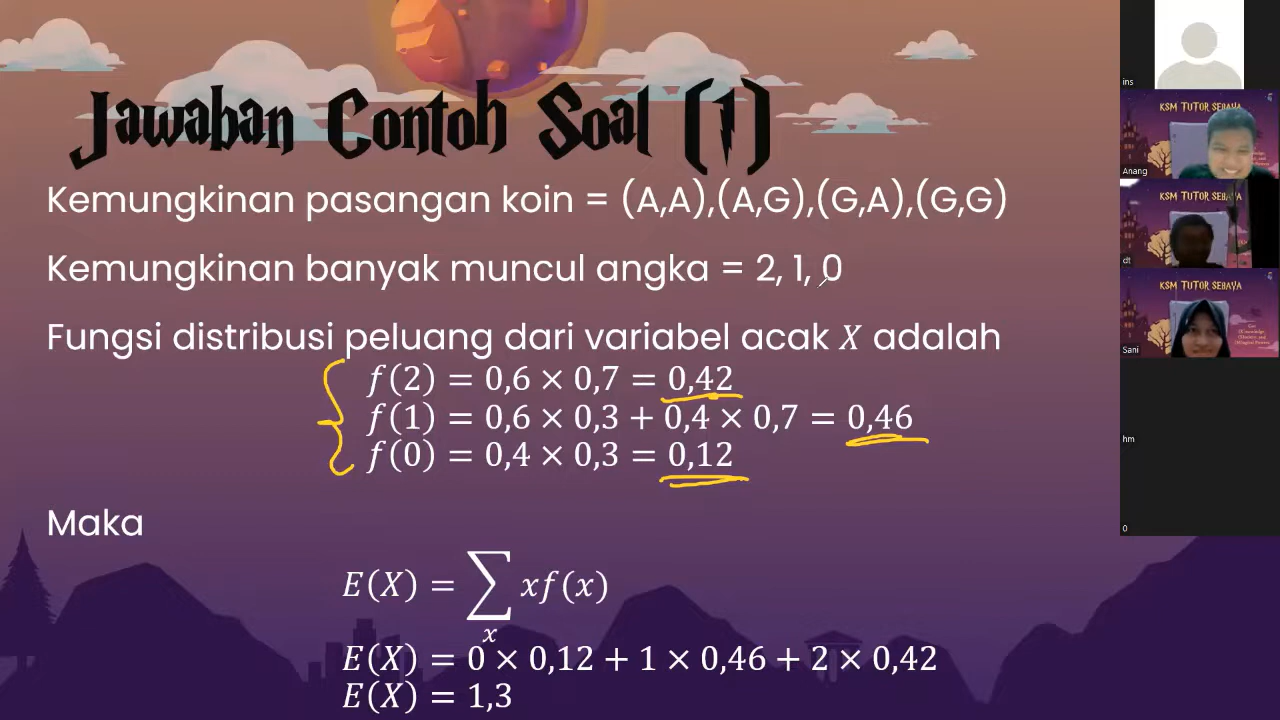 Jawaban Contoh Soal (1)
Kemungkinan pasangan koin = (A,A),(A,G),(G,A),(G,G)
Kemungkinan banyak muncul angka = 2, 1, 0
Fungsi distribusi peluang dari variabel acak X adalah
f(2) = 0,6 × 0,7 = 0,42
f(1) = 0,6 × 0,3 + 0,4 × 0,7 = 0,46
f(0) = 0,4 × 0,3 = 0,12
Maka
E(X) = ∑ xf(x)
x
E(X) = 0 × 0,12 + 1 × 0,46 + 2 × 0,42
E(X) = 1,3
ins
KSM TUTOR SEBAYA
Anang
KSM TUTOR SEBAYA
dt
KSM TUTOR SEBAYA
Sani
hm
0